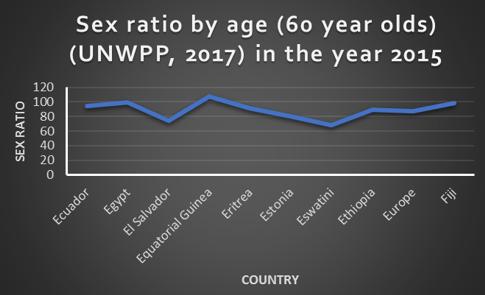 Sex ratio by age (60 year olds)
(UNWPP, 2017) in the year 2015
120
100
80
60
40
20
0
SEX RATIO
Ecuador
Egypt
El Salvador
Equatorial Guinea
Eritrea
Estonia
Eswatini
Ethiopia
Europe
Fiji
COUNTRY